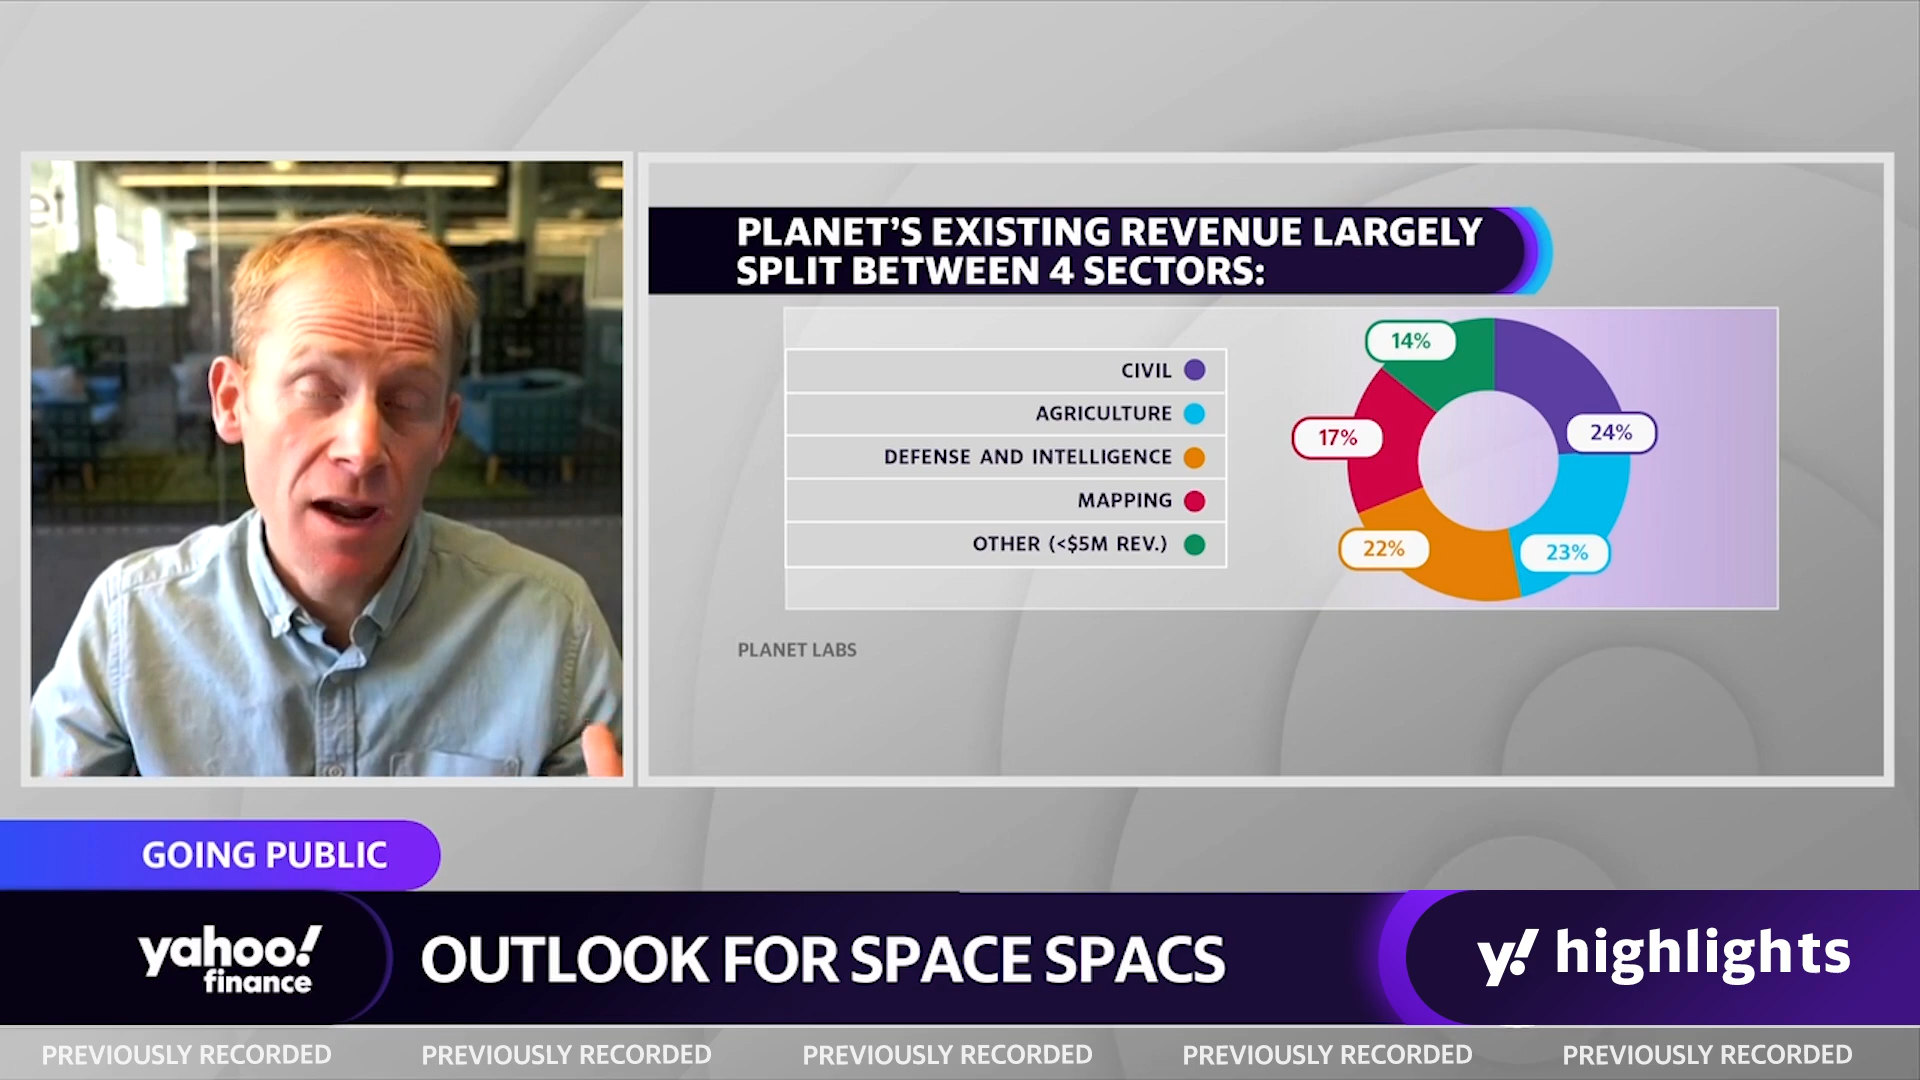 PLANET'S EXISTING REVENUE LARGELY
SPLIT BETWEEN 4 SECTORS:
CIVIL
AGRICULTURE
DEFENSE AND INTELLIGENCE
MAPPING
OTHER (<$5M REV.)
14%
24%
17%
22%
23%
PLANET LABS
GOING PUBLIC
yahoo!
finance
OUTLOOK FOR SPACE SPACS
y! highlights
PREVIOUSLY RECORDED PREVIOUSLY RECORDED PREVIOUSLY RECORDED PREVIOUSLY RECORDED PREVIOUSLY RECORDED